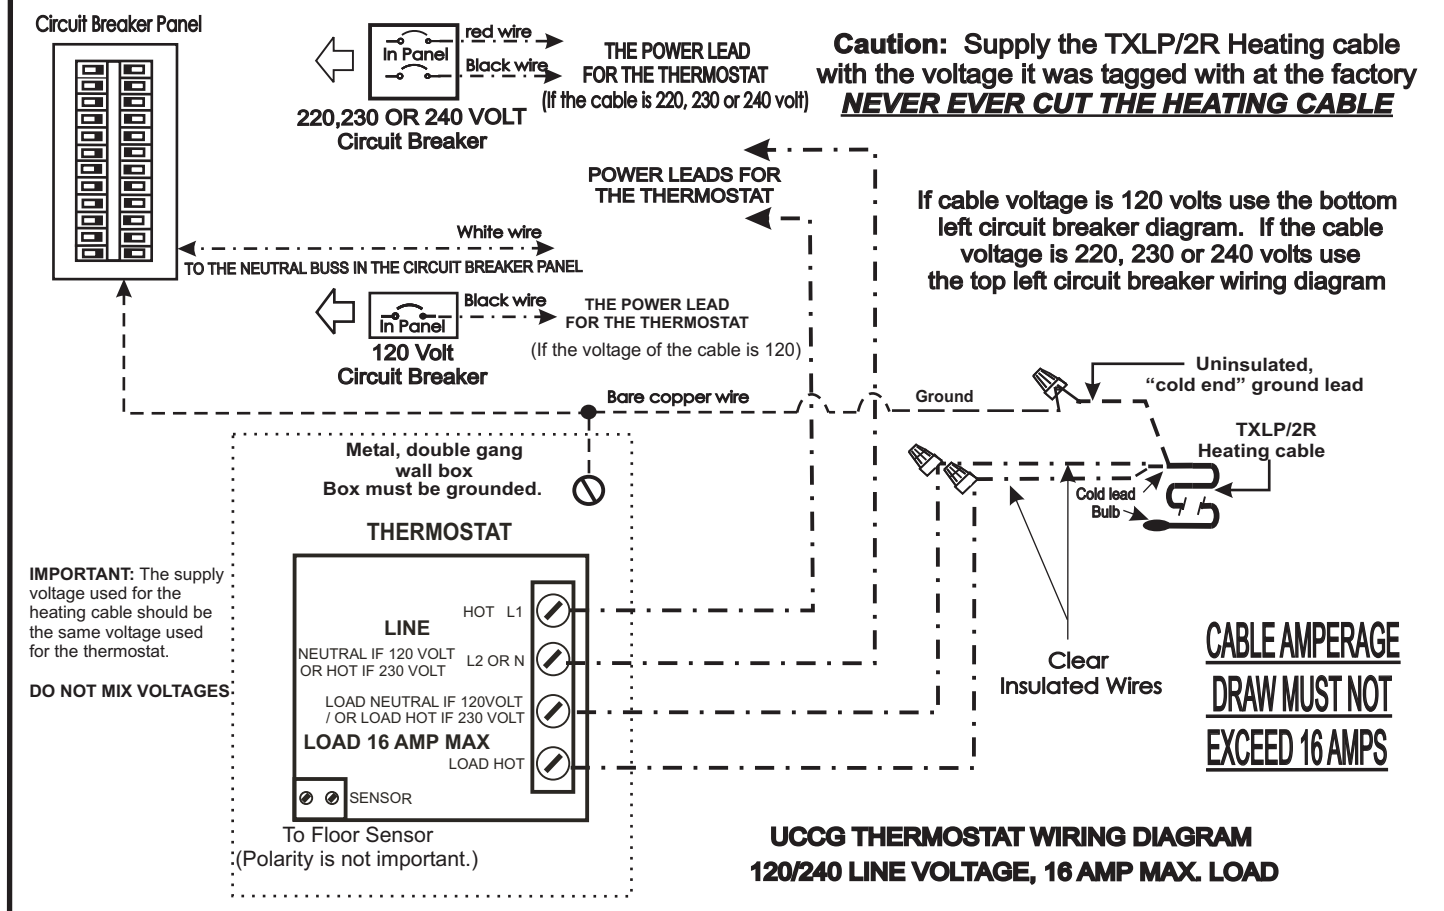 Circuit Breaker Panel
In Panel
red wire
Black wire
220,230 OR 240 VOLT
Circuit Breaker
THE POWER LEAD
FOR THE THERMOSTAT
(If the cable is 220, 230 or 240 volt)
Caution: Supply the TXLP/2R Heating cable
with the voltage it was tagged with at the factory
NEVER EVER CUT THE HEATING CABLE
POWER LEADS FOR
THE THERMOSTAT
If cable voltage is 120 volts use the bottom
left circuit breaker diagram. If the cable
voltage is 220, 230 or 240 volts use
the top left circuit breaker wiring diagram
White wire
TO THE NEUTRAL BUSS IN THE CIRCUIT BREAKER PANEL
In Panel
Black wire
120 Volt
Circuit Breaker
THE POWER LEAD
FOR THE THERMOSTAT
(If the voltage of the cable is 120)
Bare copper wire
Ground
Uninsulated,
“cold end” ground lead
TXLP/2R
Heating cable
Cold lead
Bulb
Metal, double gang
wall box
Box must be grounded.
THERMOSTAT
IMPORTANT: The supply
voltage used for the
heating cable should be
the same voltage used
for the thermostat.
DO NOT MIX VOLTAGES
HOT L1
LINE
NEUTRAL IF 120 VOLT
OR HOT IF 230 VOLT
L2 OR N
LOAD NEUTRAL IF 120VOLT
/ OR LOAD HOT IF 230 VOLT
LOAD 16 AMP MAX
LOAD HOT
SENSOR
To Floor Sensor
(Polarity is not important.)
Clear
Insulated Wires
CABLE AMPERAGE
DRAW MUST NOT
EXCEED 16 AMPS
UCCG THERMOSTAT WIRING DIAGRAM
120/240 LINE VOLTAGE, 16 AMP MAX. LOAD